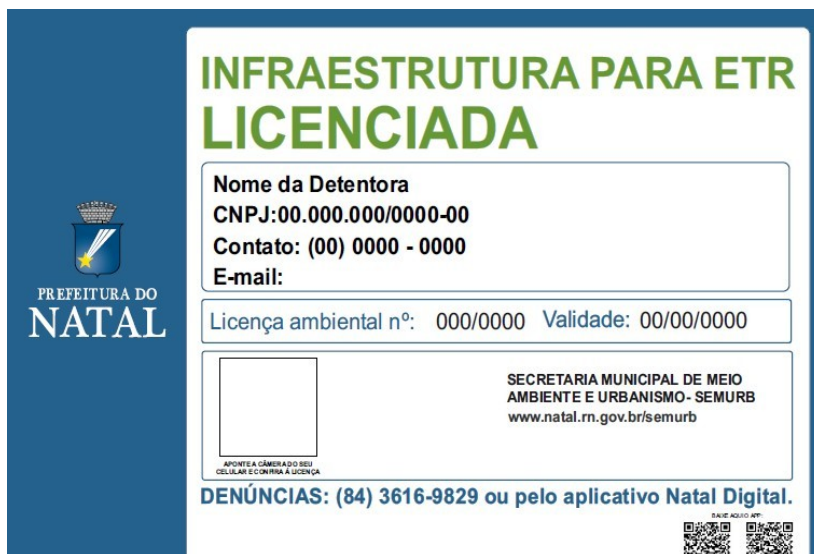 INFRAESTRUTURA PARA ETR
LICENCIADA
Nome da Detentora
CNPJ:00.000.000/0000-00
Contato: (00) 0000 - 0000
E-mail:
PREFEITURA DO
NATAL
Licença ambiental nº: 000/0000 Validade: 00/00/0000
SECRETARIA MUNICIPAL DE MEIO
AMBIENTE E URBANISMO- SEMURB
www.natal.rn.gov.br/semurb
APONTE A CÂMERA DO SEU
CELULAR E CONFIRA Á LICENÇA
DENÚNCIAS: (84) 3616-9829 ou pelo aplicativo Natal Digital.
BAIXE AQUI O APP: